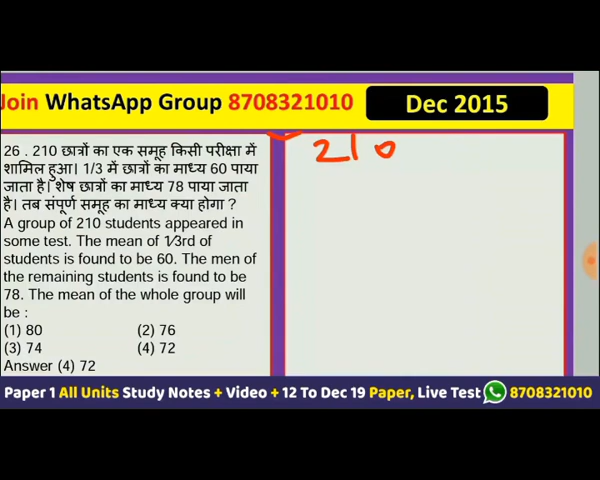 Join WhatsApp Group 8708321010
Dec 2015
26 . 210 छात्रों का एक समूह किसी परीक्षा में
शामिल हुआ। 1/3 में छात्रों का माध्य 60 पाया
जाता है। शेष छात्रों का माध्य 78 पाया जाता
है। तब संपूर्ण समूह का माध्य क्या होगा ?
A group of 210 students appeared in
some test. The mean of 1⁄3rd of
students is found to be 60. The men of
the remaining students is found to be
78. The mean of the whole group will
be :
(1) 80 (2) 76
(3) 74 (4) 72
Answer (4) 72
210
Paper 1 All Units Study Notes + Video + 12 To Dec 19 Paper, Live Test 8708321010